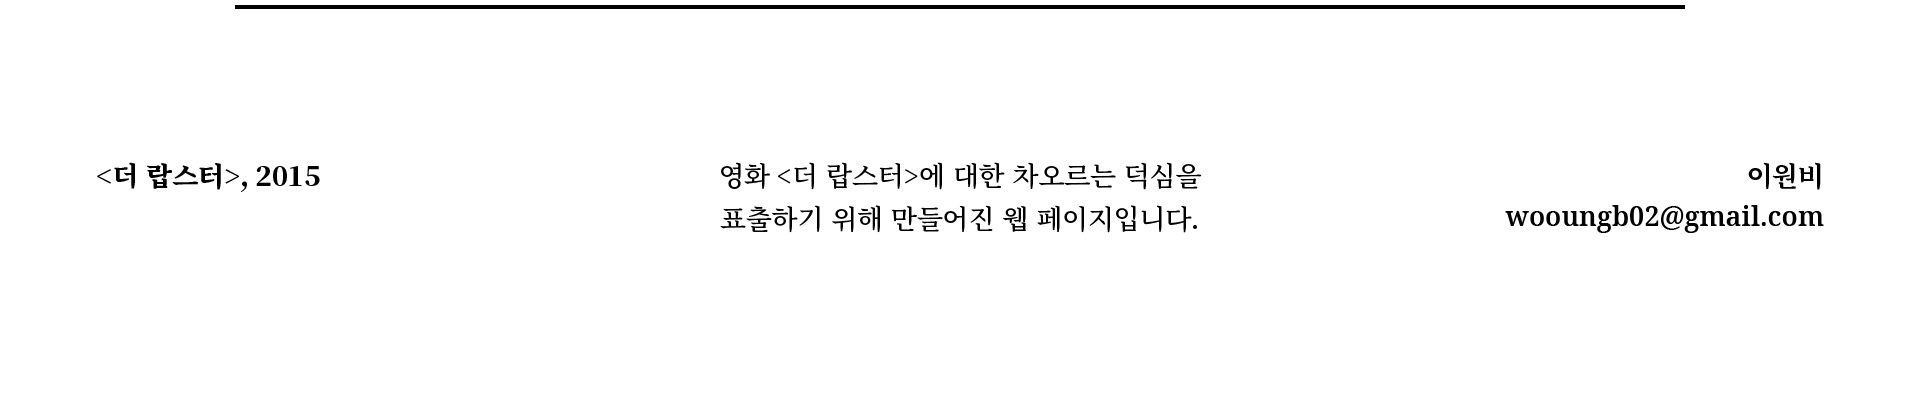 <더 랍스터>, 2015
영화 <더 랍스터>에 대한 차오르는 덕심을
표출하기 위해 만들어진 웹 페이지입니다.
이원비
wooungb02@gmail.com